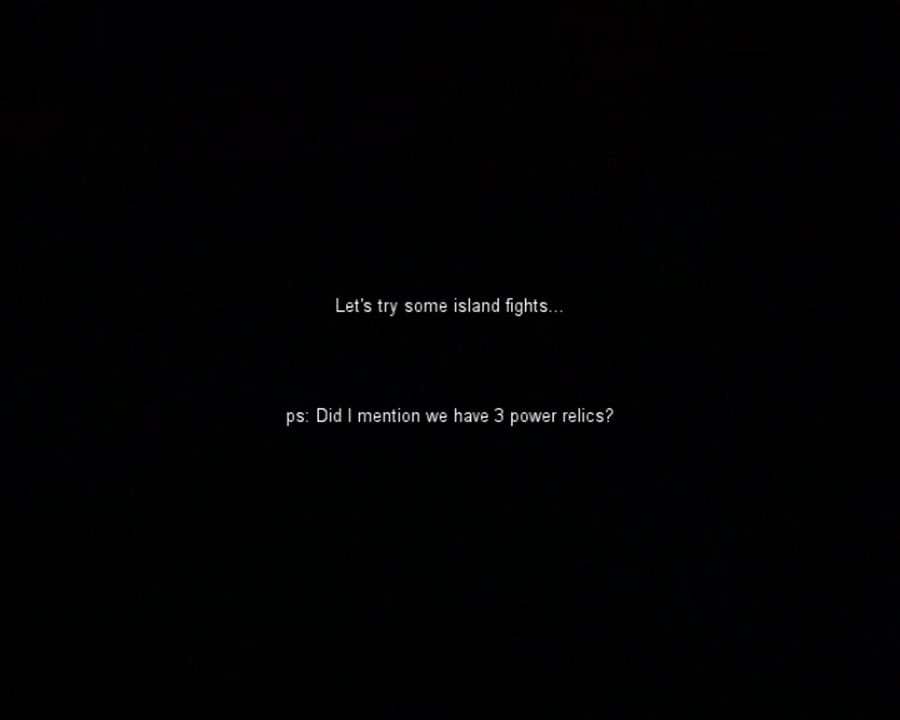 Let's try some island fights...
ps: Did I mention we have 3 power relics?